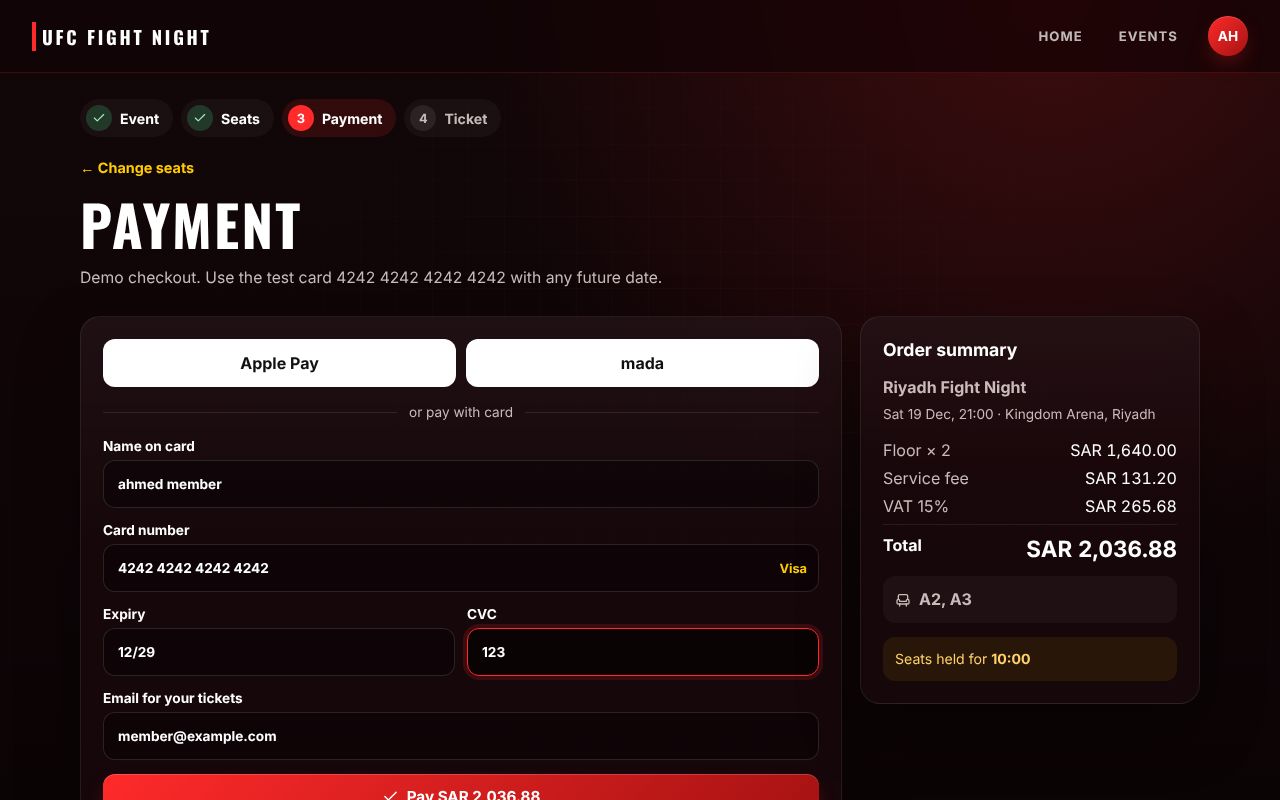 UFC FIGHT NIGHT
HOME
EVENTS
AH
Event
Seats
3 Payment
4 Ticket
← Change seats
PAYMENT
Demo checkout. Use the test card 4242 4242 4242 4242 with any future date.
Apple Pay
mada
or pay with card
Name on card
ahmed member
Card number
4242 4242 4242 4242
Visa
Expiry
CVC
12/29
123
Email for your tickets
member@example.com
Pay SAR 2,036.88
Order summary
Riyadh Fight Night
Sat 19 Dec, 21:00 · Kingdom Arena, Riyadh
Floor × 2 SAR 1,640.00
Service fee SAR 131.20
VAT 15% SAR 265.68
Total SAR 2,036.88
A2, A3
Seats held for 10:00